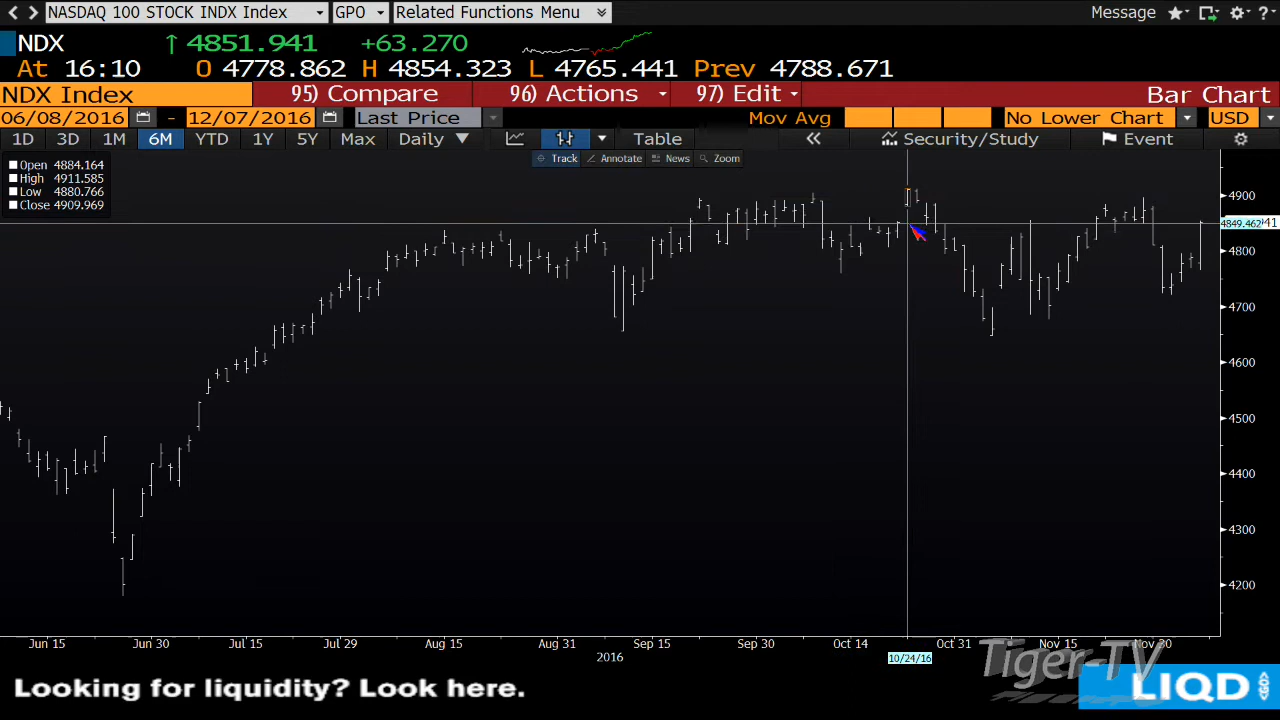 NASDAQ 100 STOCK INDX Index GPO Related Functions Menu Message ?
NDX ↑ 4851.941 +63.270
At 16:10 O 4778.862 H 4854.323 L 4765.441 Prev 4788.671
NDX Index 95) Compare 96) Actions 97) Edit Bar Chart
06/08/2016 - 12/07/2016 Last Price Mov Avg No Lower Chart USD
1D 3D 1M 6M YTD 1Y 5Y Max Daily Table Security/Study Event
Track Annotate News Zoom
Open 4884.164
High 4911.585
Low 4880.766
Close 4909.969
4900
4849.462 41
4800
4700
4600
4500
4400
4300
4200
Jun 15 Jun 30 Jul 15 Jul 29 Aug 15 Aug 31 Sep 15 Sep 30 Oct 14 Oct 31 Nov 15 Nov 30
2016 10/24/16
Tiger-TV
Looking for liquidity? Look here. LIQD